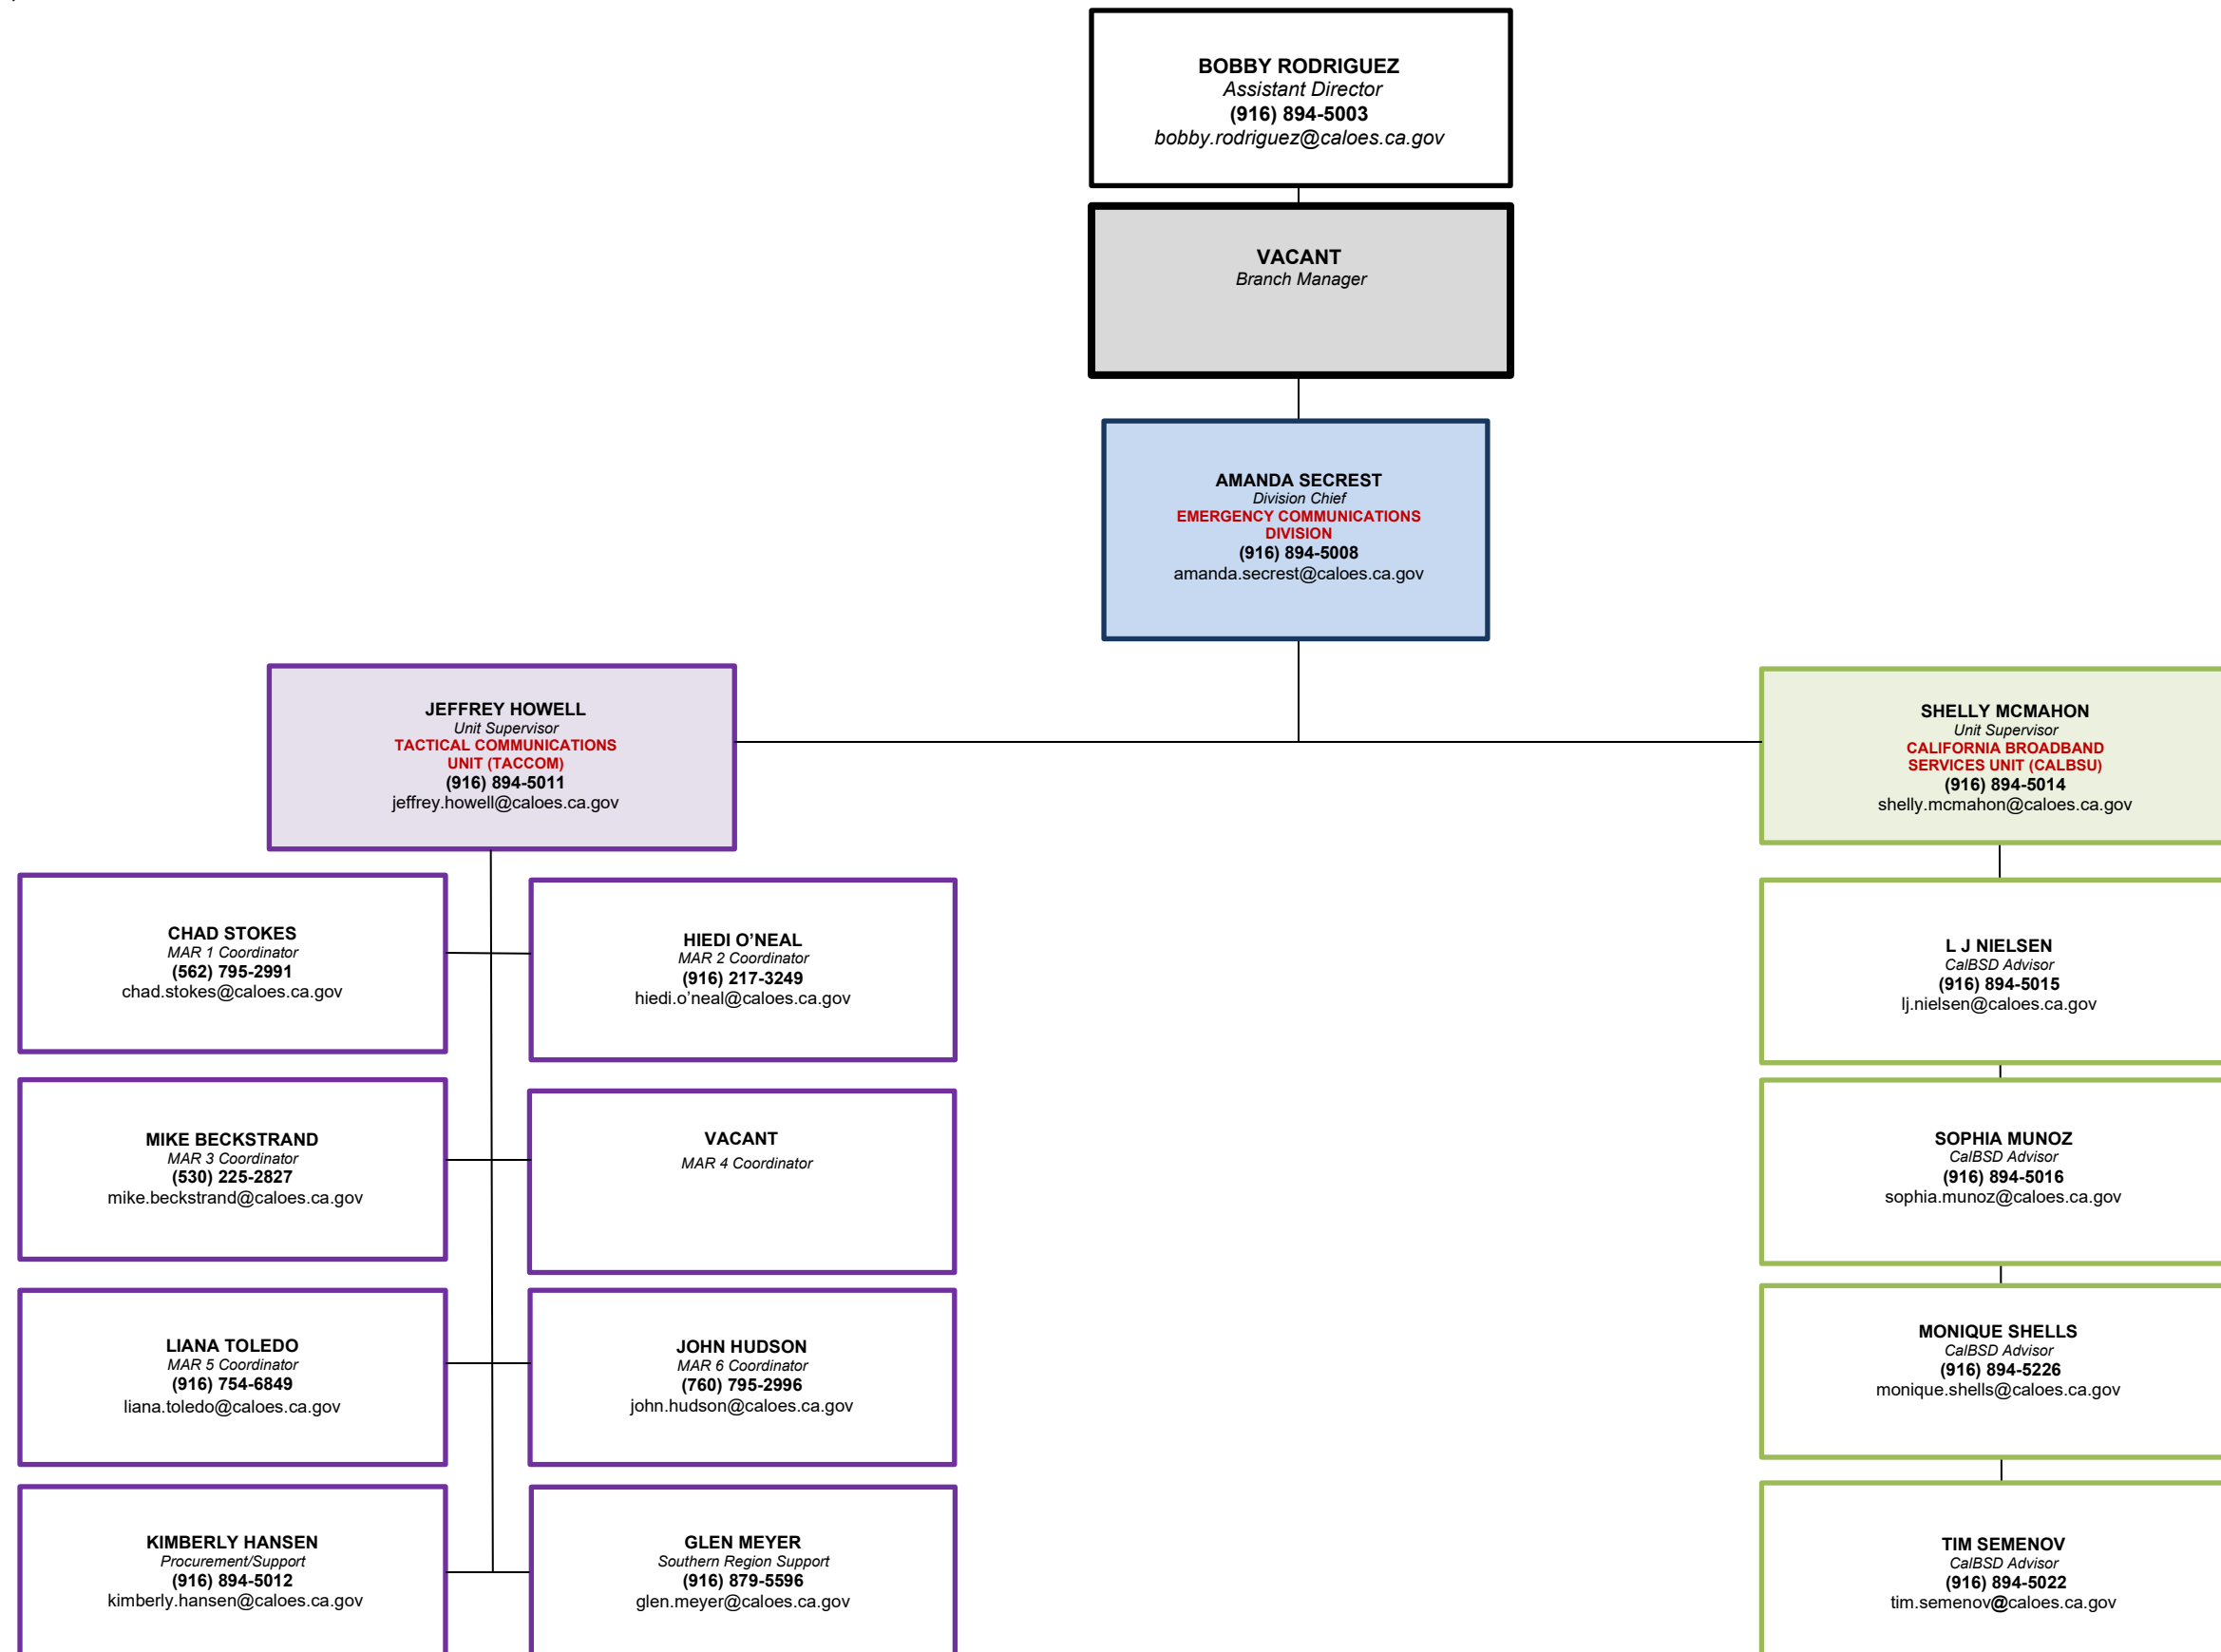 BOBBY RODRIGUEZ
Assistant Director
(916) 894-5003
bobby.rodriguez@caloes.ca.gov
VACANT
Branch Manager
AMANDA SECREST
Division Chief
EMERGENCY COMMUNICATIONS
DIVISION
(916) 894-5008
amanda.secrest@caloes.ca.gov
JEFFREY HOWELL
Unit Supervisor
TACTICAL COMMUNICATIONS
UNIT (TACCOM)
(916) 894-5011
jeffrey.howell@caloes.ca.gov
SHELLY MCMAHON
Unit Supervisor
CALIFORNIA BROADBAND
SERVICES UNIT (CALBSU)
(916) 894-5014
shelly.mcmahon@caloes.ca.gov
CHAD STOKES
MAR 1 Coordinator
(562) 795-2991
chad.stokes@caloes.ca.gov
HIEDI O’NEAL
MAR 2 Coordinator
(916) 217-3249
hiedi.o’neal@caloes.ca.gov
L J NIELSEN
CalBSD Advisor
(916) 894-5015
lj.nielsen@caloes.ca.gov
MIKE BECKSTRAND
MAR 3 Coordinator
(530) 225-2827
mike.beckstrand@caloes.ca.gov
VACANT
MAR 4 Coordinator
SOPHIA MUNOZ
CalBSD Advisor
(916) 894-5016
sophia.munoz@caloes.ca.gov
LIANA TOLEDO
MAR 5 Coordinator
(916) 754-6849
liana.toledo@caloes.ca.gov
JOHN HUDSON
MAR 6 Coordinator
(760) 795-2996
john.hudson@caloes.ca.gov
MONIQUE SHELLS
CalBSD Advisor
(916) 894-5226
monique.shells@caloes.ca.gov
KIMBERLY HANSEN
Procurement/Support
(916) 894-5012
kimberly.hansen@caloes.ca.gov
GLEN MEYER
Southern Region Support
(916) 879-5596
glen.meyer@caloes.ca.gov
TIM SEMENOV
CalBSD Advisor
(916) 894-5022
tim.semenov@caloes.ca.gov